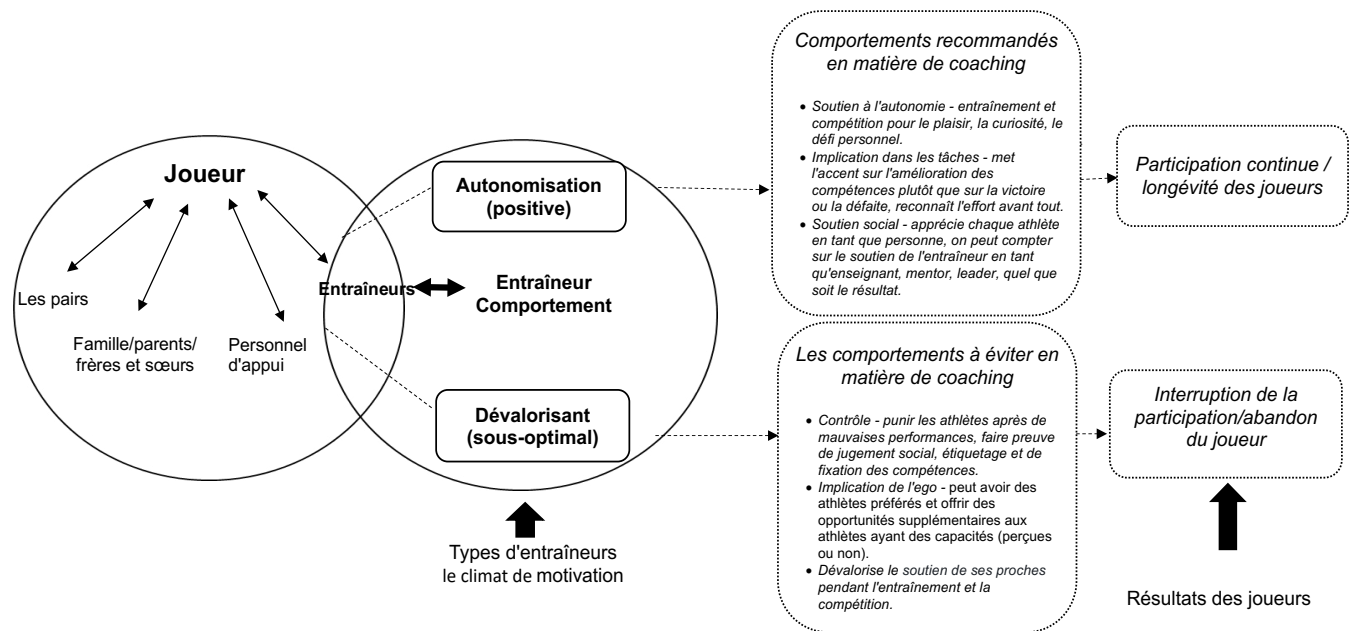 Joueur
Les pairs
Famille/parents/
frères et sœurs
Personnel
d'appui
Entraîneurs
Autonomisation
(positive)
Entraîneur
Comportement
Dévalorisant
(sous-optimal)
Types d'entraîneurs
le climat de motivation
Comportements recommandés
en matière de coaching
• Soutien à l'autonomie - entraînement et
compétition pour le plaisir, la curiosité, le
défi personnel.
• Implication dans les tâches - met
l'accent sur l'amélioration des
compétences plutôt que sur la victoire
ou la défaite, reconnaît l'effort avant tout.
• Soutien social - apprécie chaque athlète
en tant que personne, on peut compter
sur le soutien de l'entraîneur en tant
qu'enseignant, mentor, leader, quel que
soit le résultat.
Participation continue /
longévité des joueurs
Les comportements à éviter en
matière de coaching
• Contrôle - punir les athlètes après de
mauvaises performances, faire preuve
de jugement social, étiquetage et de
fixation des compétences.
• Implication de l'ego - peut avoir des
athlètes préférés et offrir des
opportunités supplémentaires aux
athlètes ayant des capacités (perçues
ou non).
• Dévalorise le soutien de ses proches
pendant l'entraînement et la
compétition.
Interruption de la
participation/abandon
du joueur
Résultats des joueurs